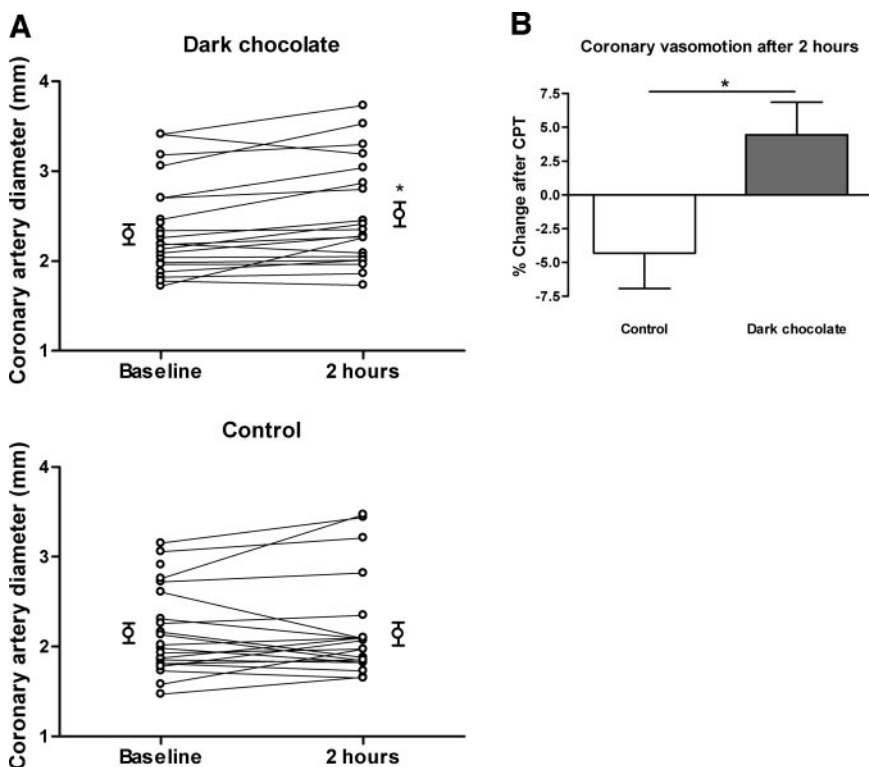 A
Dark chocolate
Coronary artery diameter (mm)
4
3
2
1
*
Baseline 2 hours
Control
Coronary artery diameter (mm)
4
3
2
1
Baseline 2 hours
B
Coronary vasomotion after 2 hours
% Change after CPT
7.5
5.0
2.5
0.0
-2.5
-5.0
-7.5
*
Control Dark chocolate